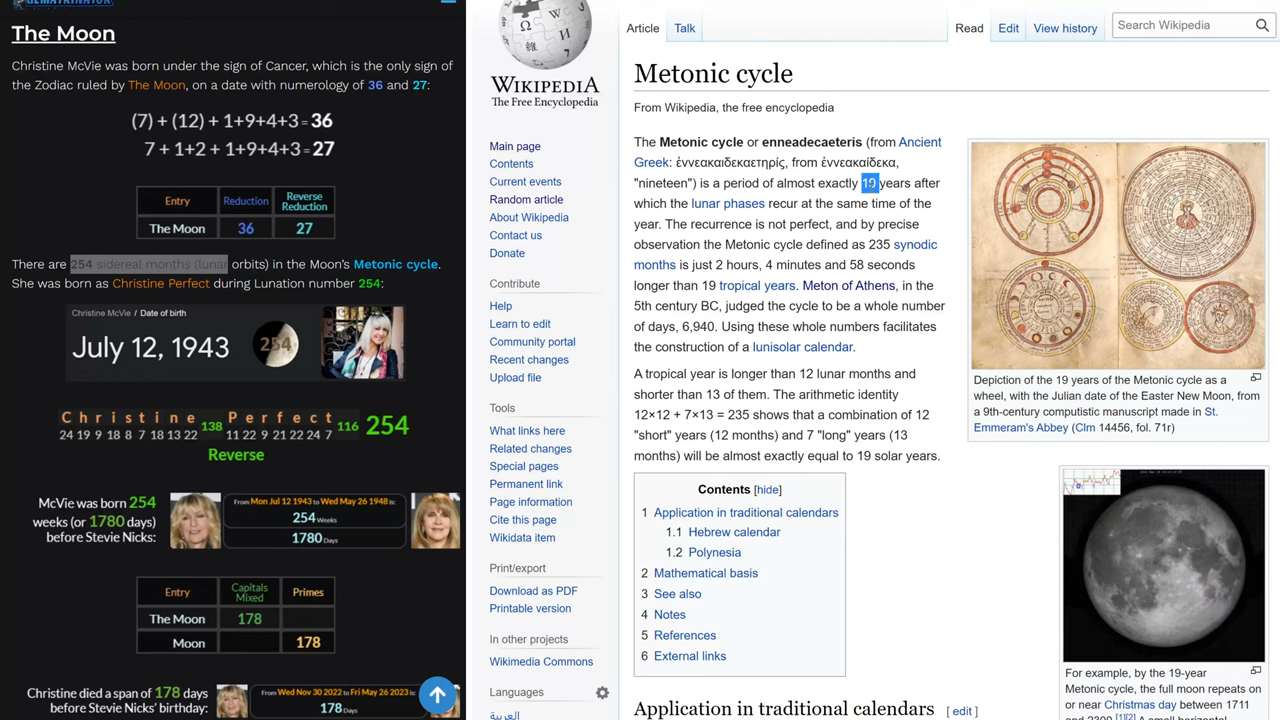 GEMATRINATOR
The Moon
Christine McVie was born under the sign of Cancer, which is the only sign of
the Zodiac ruled by The Moon, on a date with numerology of 36 and 27:
(7) + (12) + 1+9+4+3 = 36
7 + 1+2 + 1+9+4+3 = 27
Entry Reduction Reverse Reduction
The Moon 36 27
There are 254 sidereal months (lunar orbits) in the Moon's Metonic cycle.
She was born as Christine Perfect during Lunation number 254:
Christine McVie / Date of birth
July 12, 1943
254
Christine 138 Perfect 116 254
24 19 9 18 8 7 18 13 22 11 22 9 21 22 24 7
Reverse
McVie was born 254
weeks (or 1780 days)
before Stevie Nicks:
From Mon Jul 12 1943 to Wed May 26 1948 is:
254 Weeks
1780 Days
Entry Capitals Mixed Primes
The Moon 178
Moon 178
Christine died a span of 178 days
before Stevie Nicks' birthday:
From Wed Nov 30 2022 to Fri May 26 2023 is:
178 Days
WIKIPEDIA
The Free Encyclopedia
Main page
Contents
Current events
Random article
About Wikipedia
Contact us
Donate
Contribute
Help
Learn to edit
Community portal
Recent changes
Upload file
Tools
What links here
Related changes
Special pages
Permanent link
Page information
Cite this page
Wikidata item
Print/export
Download as PDF
Printable version
In other projects
Wikimedia Commons
Languages
العربية
Article Talk Read Edit View history Search Wikipedia
Metonic cycle
From Wikipedia, the free encyclopedia
The Metonic cycle or enneadecaeteris (from Ancient
Greek: ἐννεακαιδεκαετηρίς, from ἐννεακαίδεκα,
"nineteen") is a period of almost exactly 19 years after
which the lunar phases recur at the same time of the
year. The recurrence is not perfect, and by precise
observation the Metonic cycle defined as 235 synodic
months is just 2 hours, 4 minutes and 58 seconds
longer than 19 tropical years. Meton of Athens, in the
5th century BC, judged the cycle to be a whole number
of days, 6,940. Using these whole numbers facilitates
the construction of a lunisolar calendar.
A tropical year is longer than 12 lunar months and
shorter than 13 of them. The arithmetic identity
12×12 + 7×13 = 235 shows that a combination of 12
"short" years (12 months) and 7 "long" years (13
months) will be almost exactly equal to 19 solar years.
Contents [hide]
1 Application in traditional calendars
1.1 Hebrew calendar
1.2 Polynesia
2 Mathematical basis
3 See also
4 Notes
5 References
6 External links
Application in traditional calendars [ edit ]
Depiction of the 19 years of the Metonic cycle as a
wheel, with the Julian date of the Easter New Moon, from
a 9th-century computistic manuscript made in St.
Emmeram's Abbey (Clm 14456, fol. 71r)
For example, by the 19-year
Metonic cycle, the full moon repeats on
or near Christmas day between 1711
and 2300.[1][2] A small horizontal